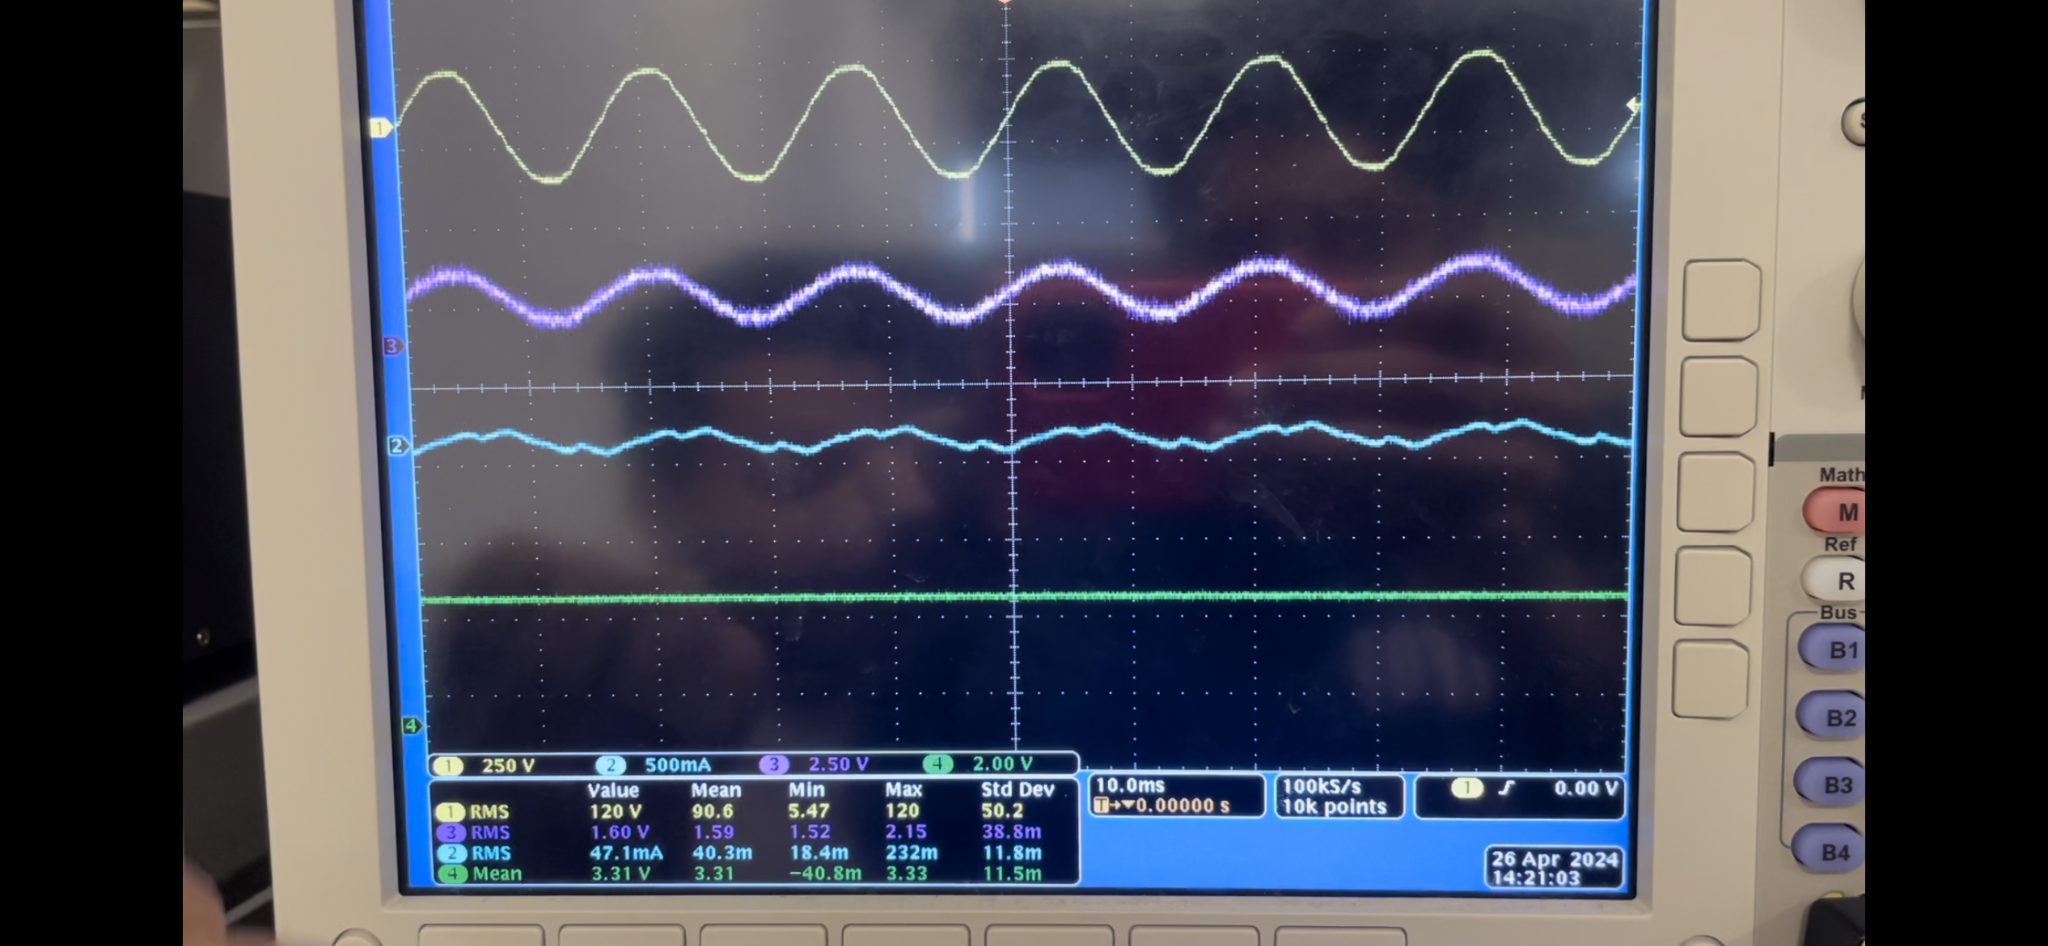 1
3
2
4
1 250 V 2 500mA 3 2.50 V 4 2.00 V
Value Mean Min Max Std Dev
1 RMS 120 V 90.6 5.47 120 50.2
3 RMS 1.60 V 1.59 1.52 2.15 38.8m
2 RMS 47.1mA 40.3m 18.4m 232m 11.8m
4 Mean 3.31 V 3.31 −40.8m 3.33 11.5m
10.0ms
T→▼0.00000 s
100kS/s
10k points
1 0.00 V
26 Apr 2024
14:21:03
Math
M
Ref
R
Bus
B1
B2
B3
B4